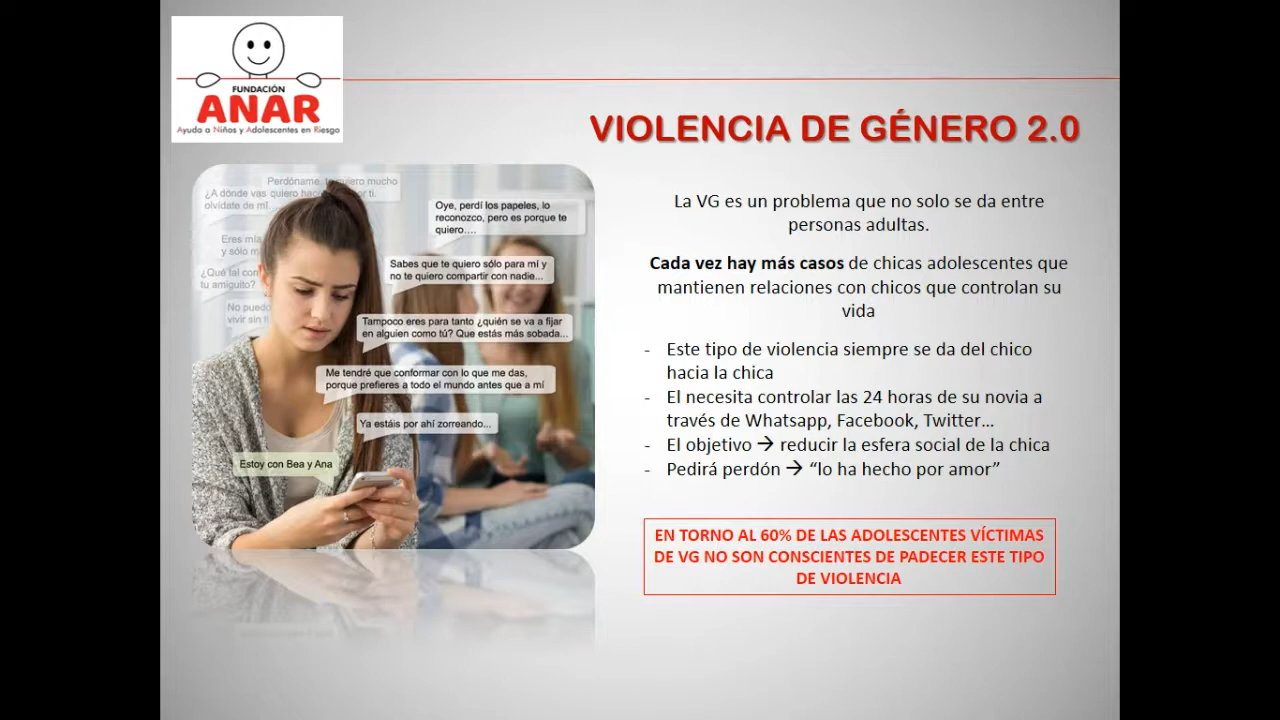 FUNDACIÓN
ANAR
Ayuda a Niños y Adolescentes en Riesgo
VIOLENCIA DE GÉNERO 2.0
Perdóname, te quiero mucho
¿A dónde vas
quiero
por ti.
olvídate de mí.
Eres mía
y sólo
¿Qué tal con
tu amiguito?
No puedo
vivir sin ti
Oye, perdí los papeles, lo
reconozco, pero es porque te
quiero....
Sabes que te quiero sólo para mí y
no te quiero compartir con nadie...
Tampoco eres para tanto ¿quién se va a fijar
en alguien como tú? Que estás más sobada...
Me tendré que conformar con lo que me das,
porque prefieres a todo el mundo antes que a mí
Ya estáis por ahí zorreando...
Estoy con Bea y Ana
La VG es un problema que no solo se da entre
personas adultas.
Cada vez hay más casos de chicas adolescentes que
mantienen relaciones con chicos que controlan su
vida
- Este tipo de violencia siempre se da del chico
hacia la chica
- El necesita controlar las 24 horas de su novia a
través de Whatsapp, Facebook, Twitter...
- El objetivo → reducir la esfera social de la chica
- Pedirá perdón → “lo ha hecho por amor”
EN TORNO AL 60% DE LAS ADOLESCENTES VÍCTIMAS
DE VG NO SON CONSCIENTES DE PADECER ESTE TIPO
DE VIOLENCIA